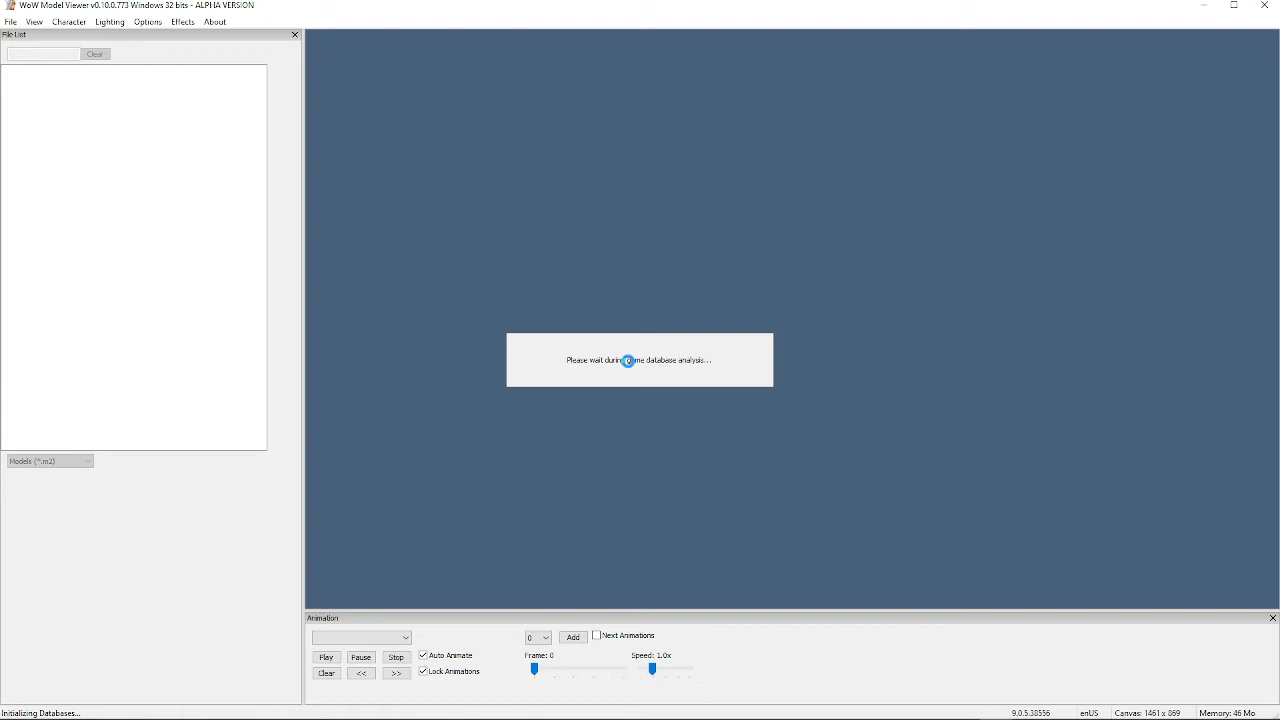 WoW Model Viewer v0.10.0.773 Windows 32 bits - ALPHA VERSION
File View Character Lighting Options Effects About
File List
Clear
Please wait during database analysis...
Models (*.m2)
Animation
0 Add Next Animations
Play Pause Stop Auto Animate Frame: 0 Speed: 1.0x
Clear << >> Lock Animations
Initializing Databases... 9.0.5.38556 enUS Canvas: 1461 x 869 Memory: 46 Mo